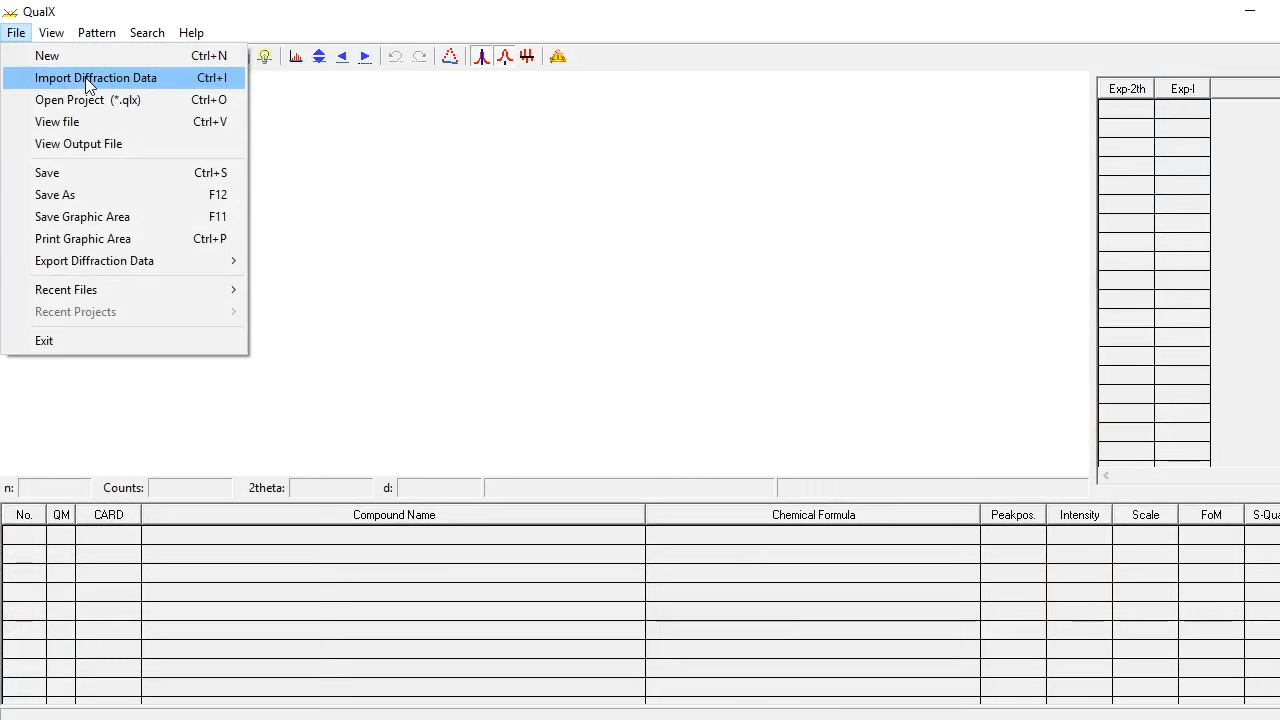 QualX
File View Pattern Search Help
New Ctrl+N
Import Diffraction Data Ctrl+I
Open Project (*.qlx) Ctrl+O
View file Ctrl+V
View Output File
Save Ctrl+S
Save As F12
Save Graphic Area F11
Print Graphic Area Ctrl+P
Export Diffraction Data
Recent Files
Recent Projects
Exit
Exp-2th Exp-I
n: Counts: 2theta: d:
No. QM CARD Compound Name Chemical Formula Peakpos. Intensity Scale FoM S-Qua